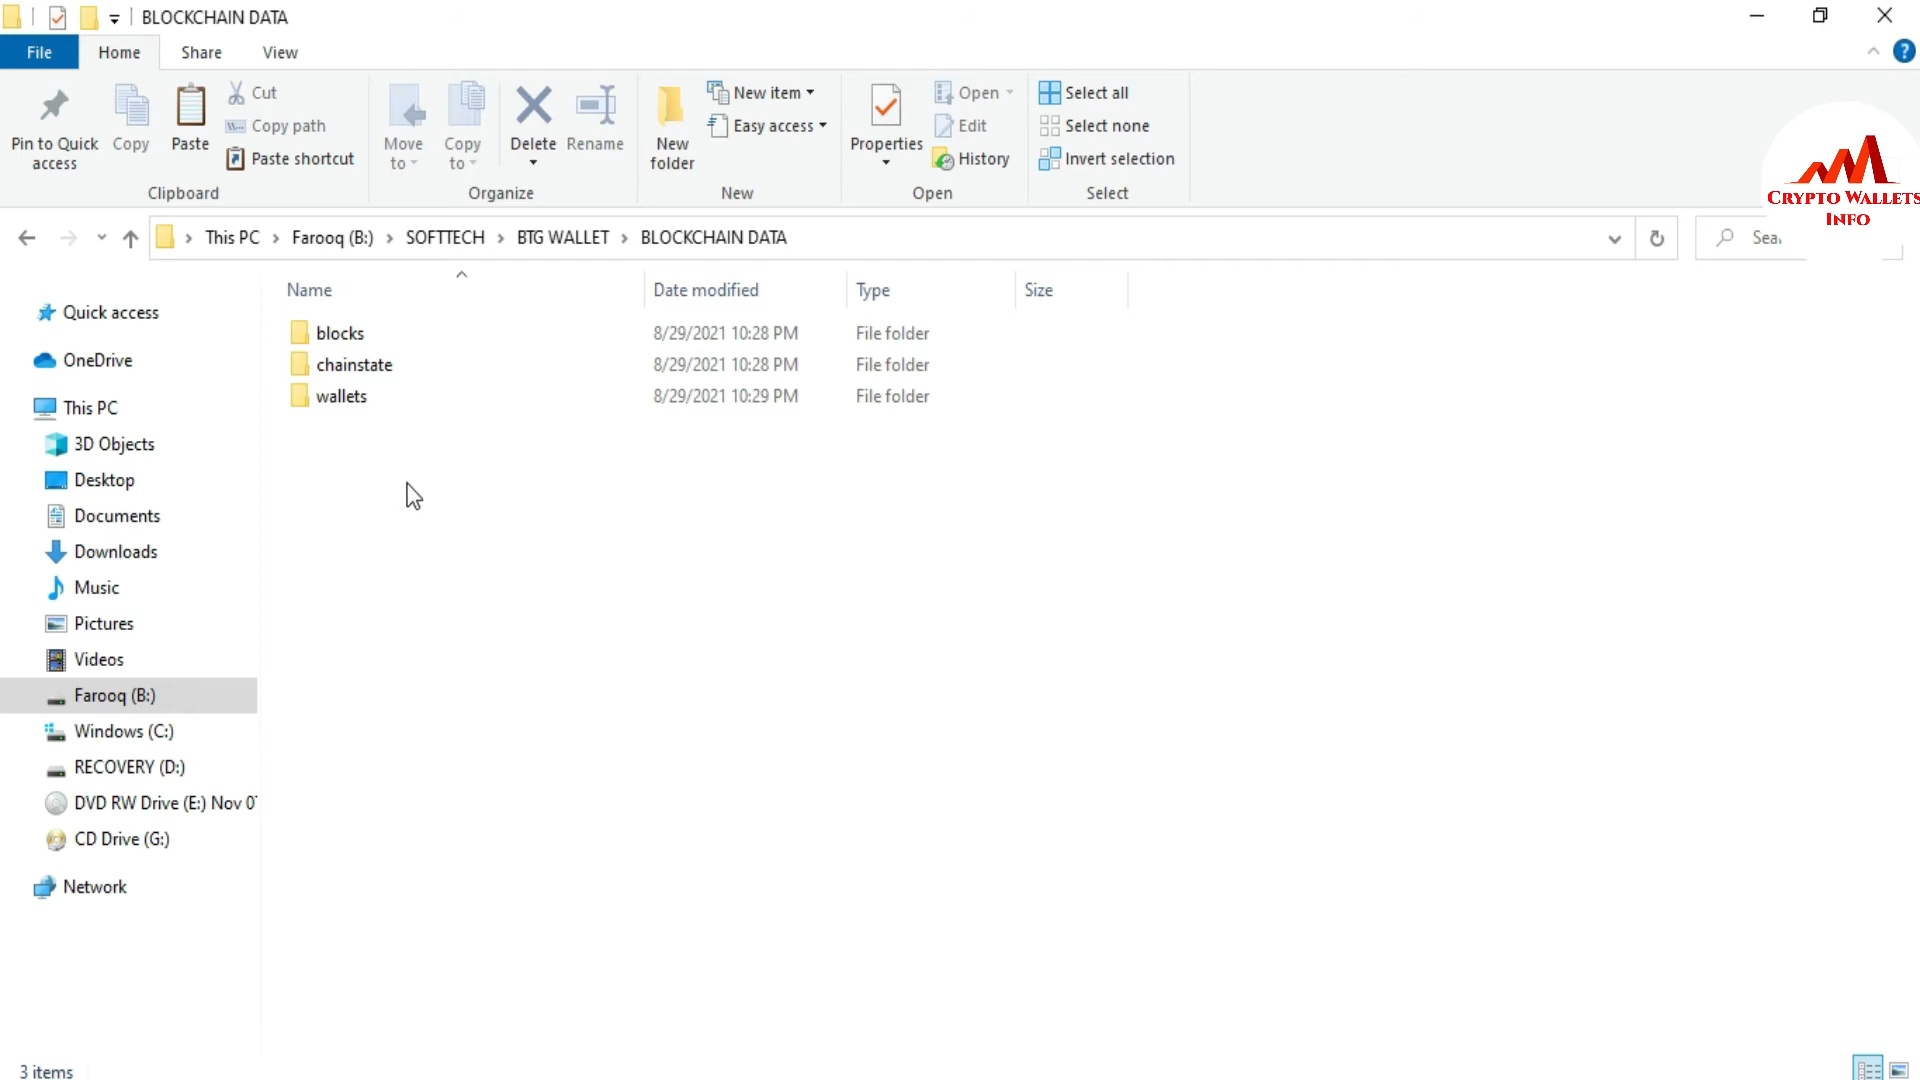 BLOCKCHAIN DATA
File Home Share View
Pin to Quick access
Copy
Paste
Cut
Copy path
Paste shortcut
Clipboard
Move to
Copy to
Delete
Rename
Organize
New folder
New item
Easy access
New
Properties
Open
Edit
History
Open
Select all
Select none
Invert selection
Select
CRYPTO WALLETS
INFO
This PC > Farooq (B:) > SOFTTECH > BTG WALLET > BLOCKCHAIN DATA
Name Date modified Type Size
blocks 8/29/2021 10:28 PM File folder
chainstate 8/29/2021 10:28 PM File folder
wallets 8/29/2021 10:29 PM File folder
Quick access
OneDrive
This PC
3D Objects
Desktop
Documents
Downloads
Music
Pictures
Videos
Farooq (B:)
Windows (C:)
RECOVERY (D:)
DVD RW Drive (E:) Nov
CD Drive (G:)
Network
3 items